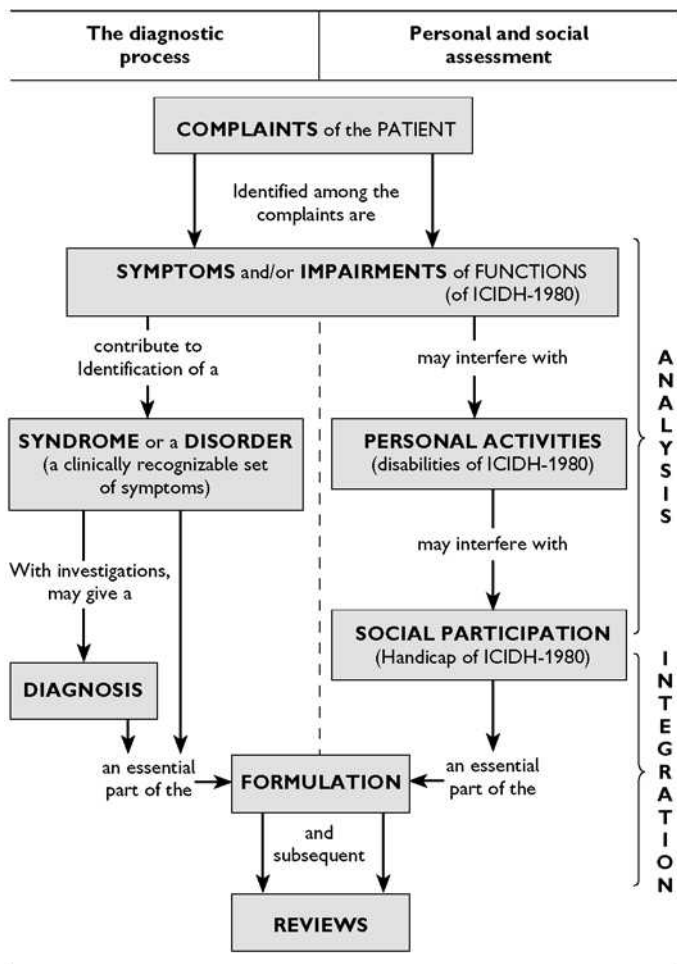 The diagnostic
process
Personal and social
assessment
COMPLAINTS of the PATIENT
Identified among the
complaints are
SYMPTOMS and/or IMPAIRMENTS of FUNCTIONS
(of ICIDH-1980)
contribute to
Identification of a
may interfere with
SYNDROME or a DISORDER
(a clinically recognizable set
of symptoms)
PERSONAL ACTIVITIES
(disabilities of ICIDH-1980)
With investigations,
may give a
may interfere with
SOCIAL PARTICIPATION
(Handicap of ICIDH-1980)
DIAGNOSIS
an essential
part of the
FORMULATION
an essential
part of the
and
subsequent
REVIEWS
ANALYSIS
INTEGRATION